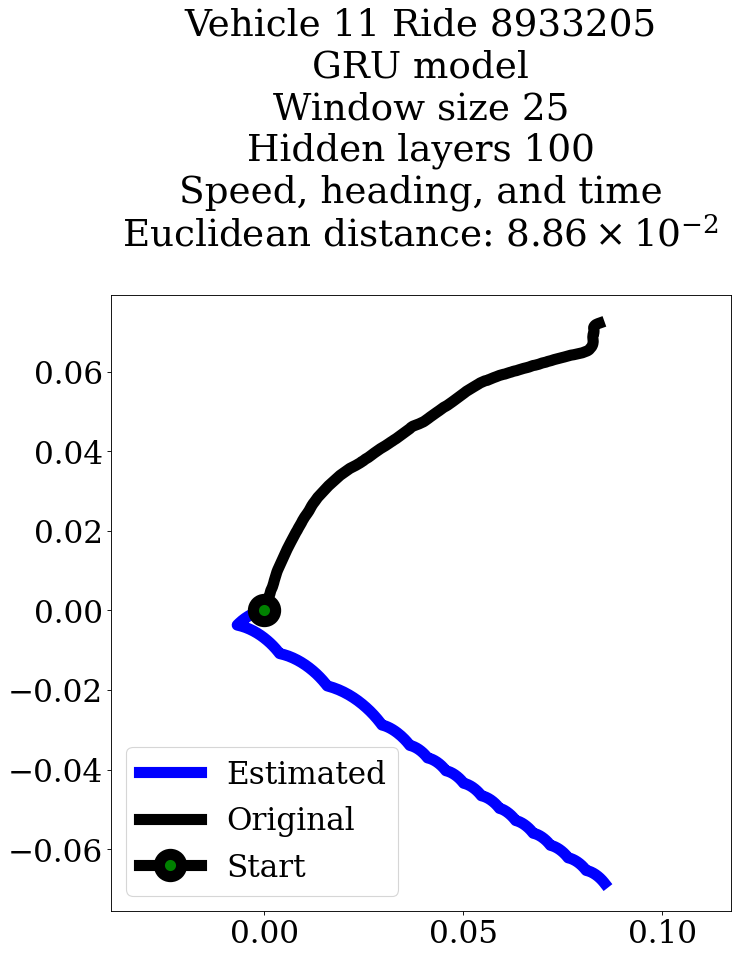 Vehicle 11 Ride 8933205
GRU model
Window size 25
Hidden layers 100
Speed, heading, and time
Euclidean distance: 8.86 × 10⁻²
0.06
0.04
0.02
0.00
−0.02
−0.04
−0.06
Estimated
Original
Start
0.00 0.05 0.10